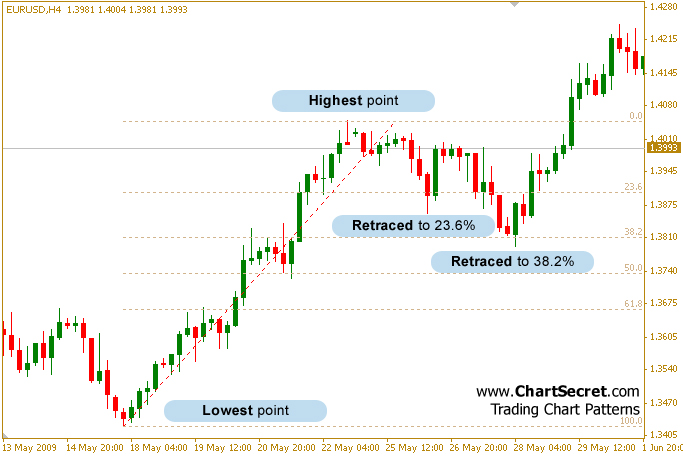 EURUSD,H4 1.3981 1.4004 1.3981 1.3993
1.4280
1.4215
1.4150
1.4080
1.4010
1.3993
1.3945
1.3875
1.3810
1.3740
1.3675
1.3605
1.3540
1.3470
1.3405
Highest point
0.0
23.6
Retraced to 23.6%
38.2
Retraced to 38.2%
50.0
61.8
www.ChartSecret.com
Trading Chart Patterns
Lowest point
100.0
13 May 2009 14 May 20:00 18 May 04:00 19 May 12:00 20 May 20:00 22 May 04:00 25 May 12:00 26 May 20:00 28 May 04:00 29 May 12:00 1 Jun 20:0